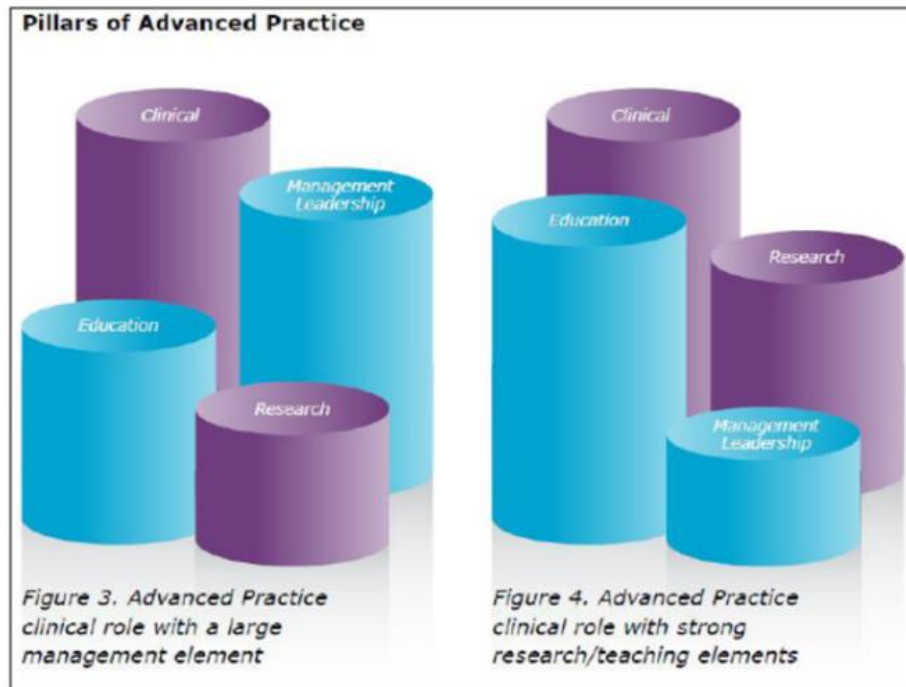 Pillars of Advanced Practice
Clinical
Management
Leadership
Education
Research
Figure 3. Advanced Practice
clinical role with a large
management element
Clinical
Education
Research
Management
Leadership
Figure 4. Advanced Practice
clinical role with strong
research/teaching elements